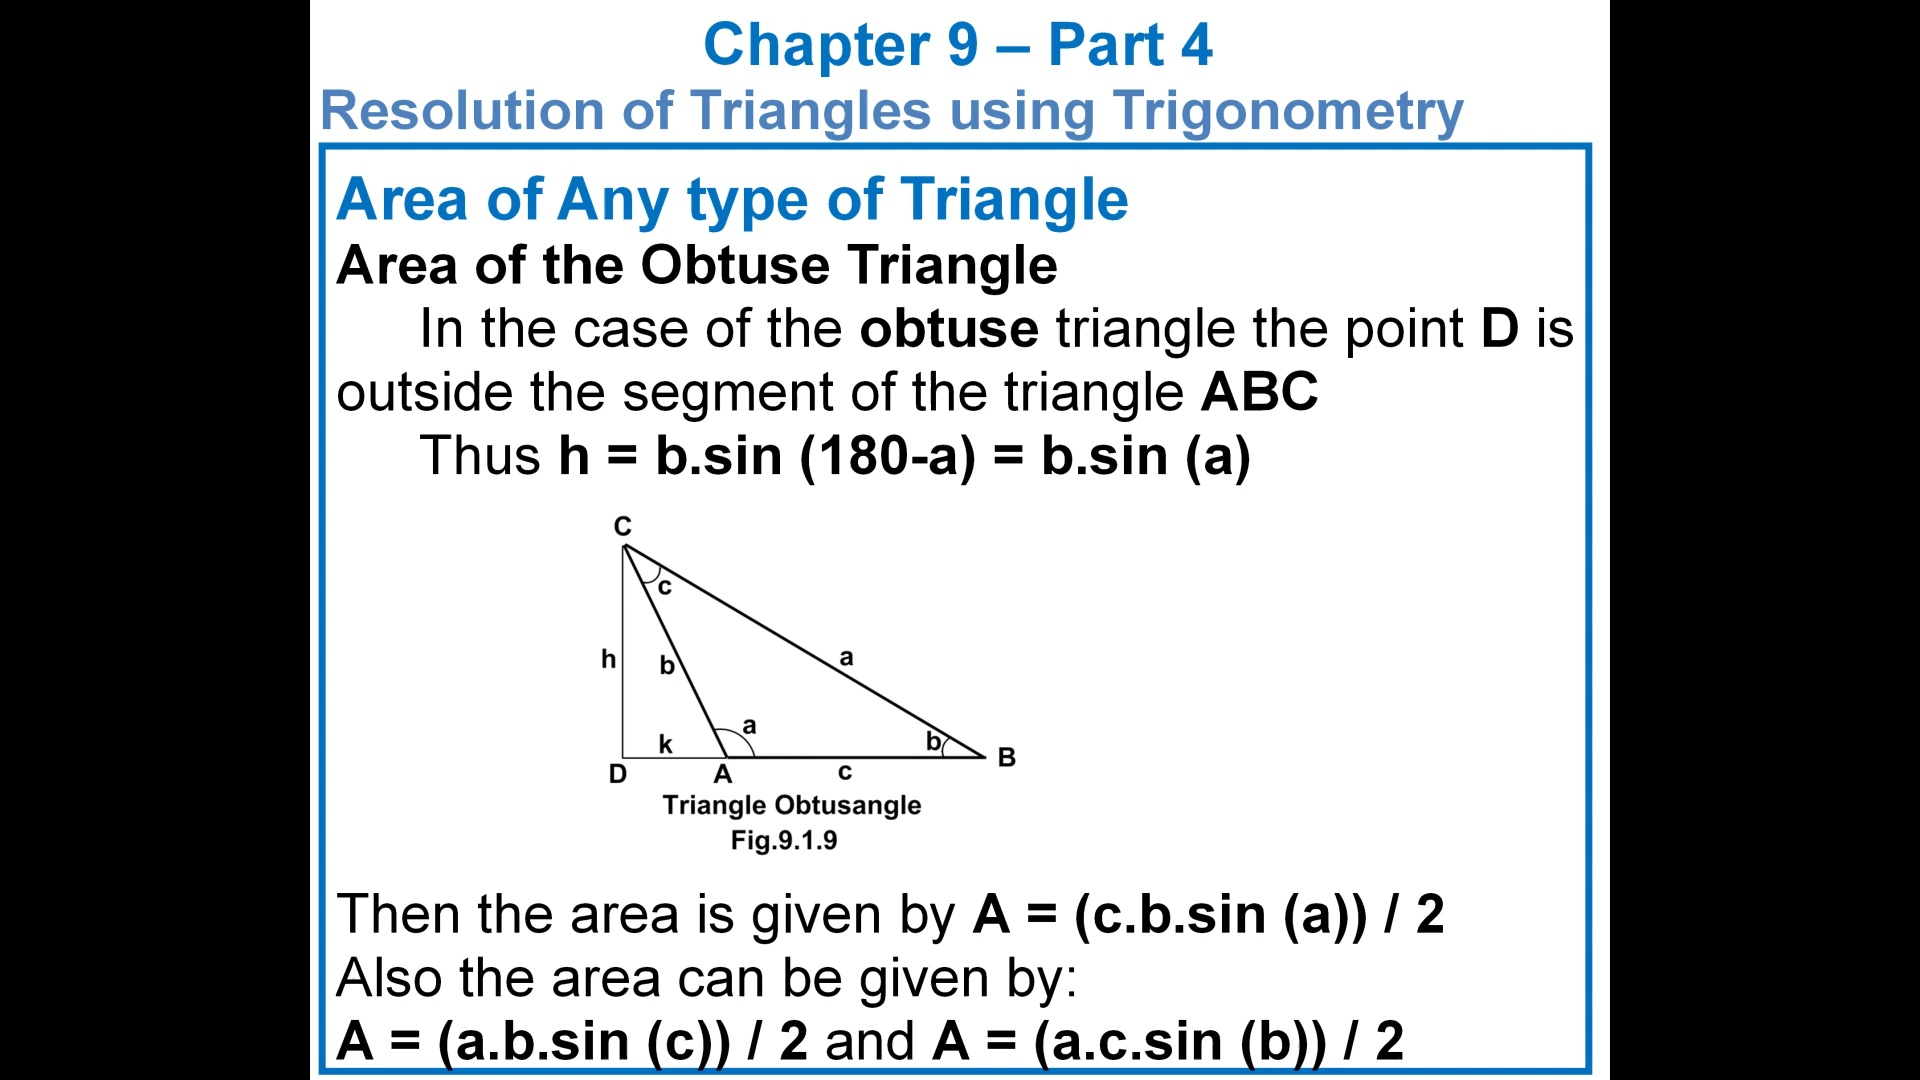 Chapter 9 – Part 4
Resolution of Triangles using Trigonometry
Area of Any type of Triangle
Area of the Obtuse Triangle
In the case of the obtuse triangle the point D is
outside the segment of the triangle ABC
Thus h = b.sin (180-a) = b.sin (a)
C
c
h
b
a
a
k
b
B
D
A
c
Triangle Obtusangle
Fig.9.1.9
Then the area is given by A = (c.b.sin (a)) / 2
Also the area can be given by:
A = (a.b.sin (c)) / 2 and A = (a.c.sin (b)) / 2